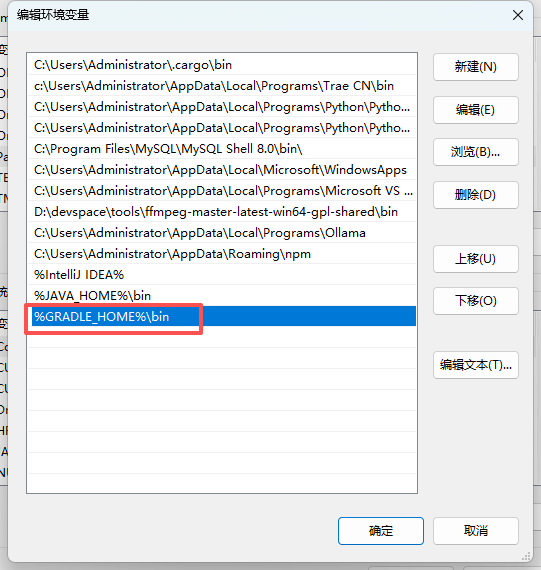 编辑环境变量
C:\Users\Administrator\.cargo\bin
c:\Users\Administrator\AppData\Local\Programs\Trae CN\bin
C:\Users\Administrator\AppData\Local\Programs\Python\Pytho...
C:\Users\Administrator\AppData\Local\Programs\Python\Pytho...
C:\Program Files\MySQL\MySQL Shell 8.0\bin\
C:\Users\Administrator\AppData\Local\Microsoft\WindowsApps
C:\Users\Administrator\AppData\Local\Programs\Microsoft VS ...
D:\devspace\tools\ffmpeg-master-latest-win64-gpl-shared\bin
C:\Users\Administrator\AppData\Local\Programs\Ollama
C:\Users\Administrator\AppData\Roaming\npm
%IntelliJ IDEA%
%JAVA_HOME%\bin
%GRADLE_HOME%\bin
新建(N)
编辑(E)
浏览(B)...
删除(D)
上移(U)
下移(O)
编辑文本(T)...
确定
取消